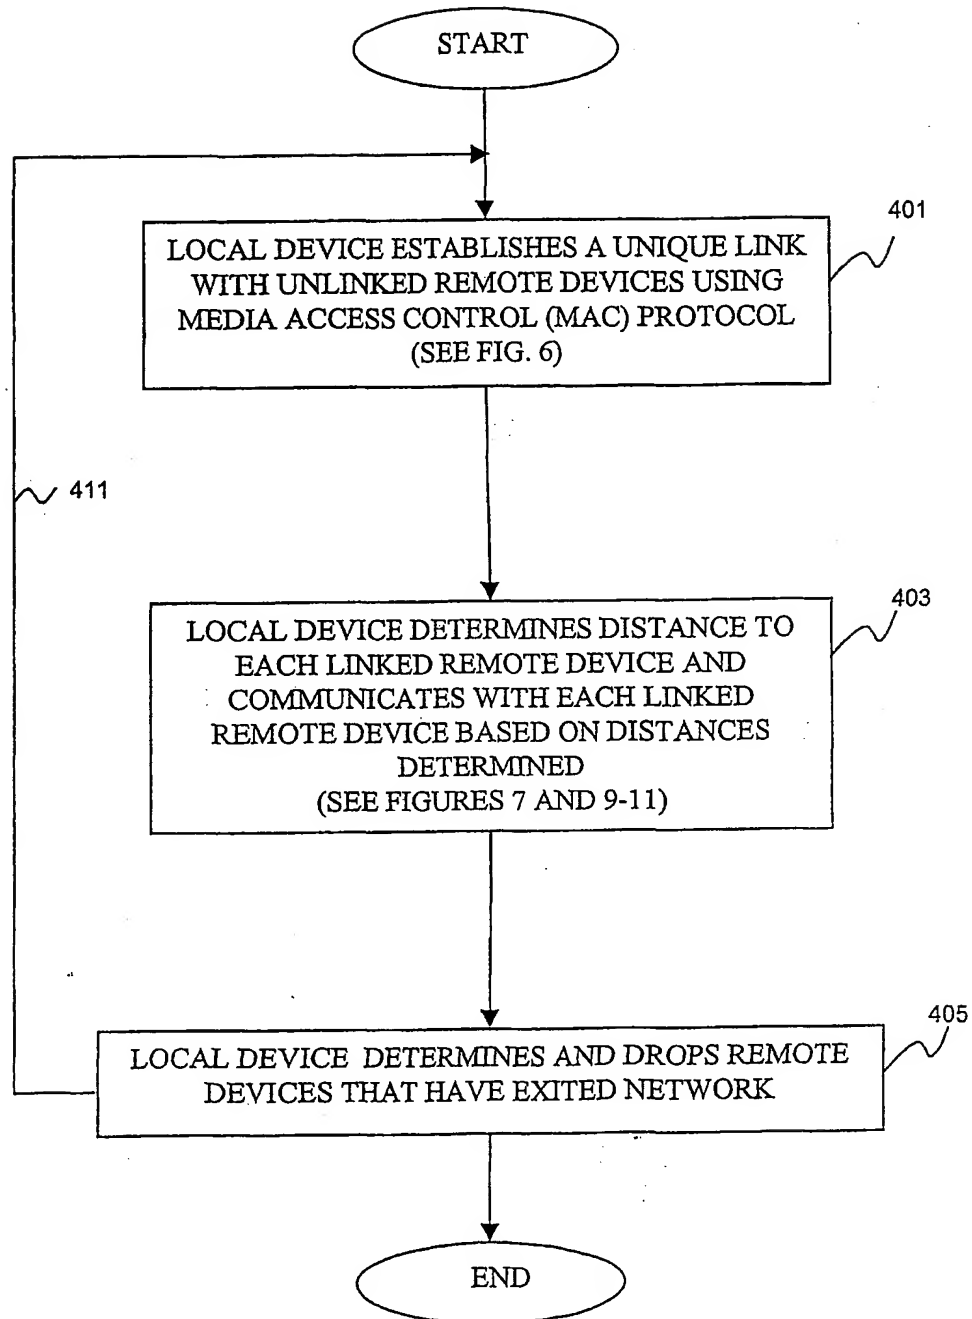 START
401
LOCAL DEVICE ESTABLISHES A UNIQUE LINK
WITH UNLINKED REMOTE DEVICES USING
MEDIA ACCESS CONTROL (MAC) PROTOCOL
(SEE FIG. 6)
411
403
LOCAL DEVICE DETERMINES DISTANCE TO
EACH LINKED REMOTE DEVICE AND
COMMUNICATES WITH EACH LINKED
REMOTE DEVICE BASED ON DISTANCES
DETERMINED
(SEE FIGURES 7 AND 9-11)
405
LOCAL DEVICE DETERMINES AND DROPS REMOTE
DEVICES THAT HAVE EXITED NETWORK
END